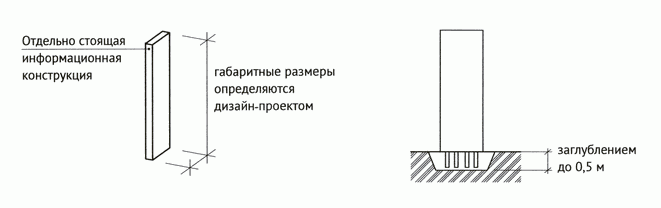 Отдельно стоящая
информационная
конструкция
габаритные размеры
определяются
дизайн-проектом
заглублением
до 0,5 м